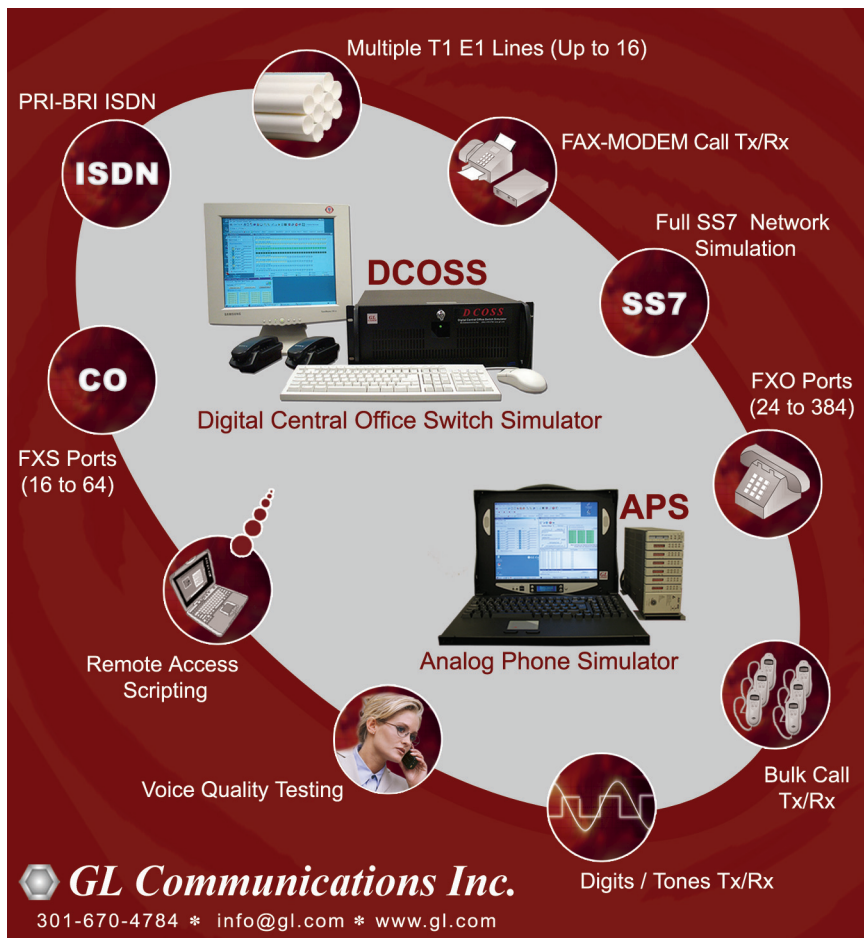 Multiple T1 E1 Lines (Up to 16)
PRI-BRI ISDN
ISDN
FAX-MODEM Call Tx/Rx
Full SS7 Network
Simulation
SS7
DCOSS
DCOSS
CO
Digital Central Office Switch Simulator
FXO Ports
(24 to 384)
FXS Ports
(16 to 64)
APS
Remote Access
Scripting
Analog Phone Simulator
Voice Quality Testing
Bulk Call
Tx/Rx
Digits / Tones Tx/Rx
GL Communications Inc.
301-670-4784 * info@gl.com * www.gl.com